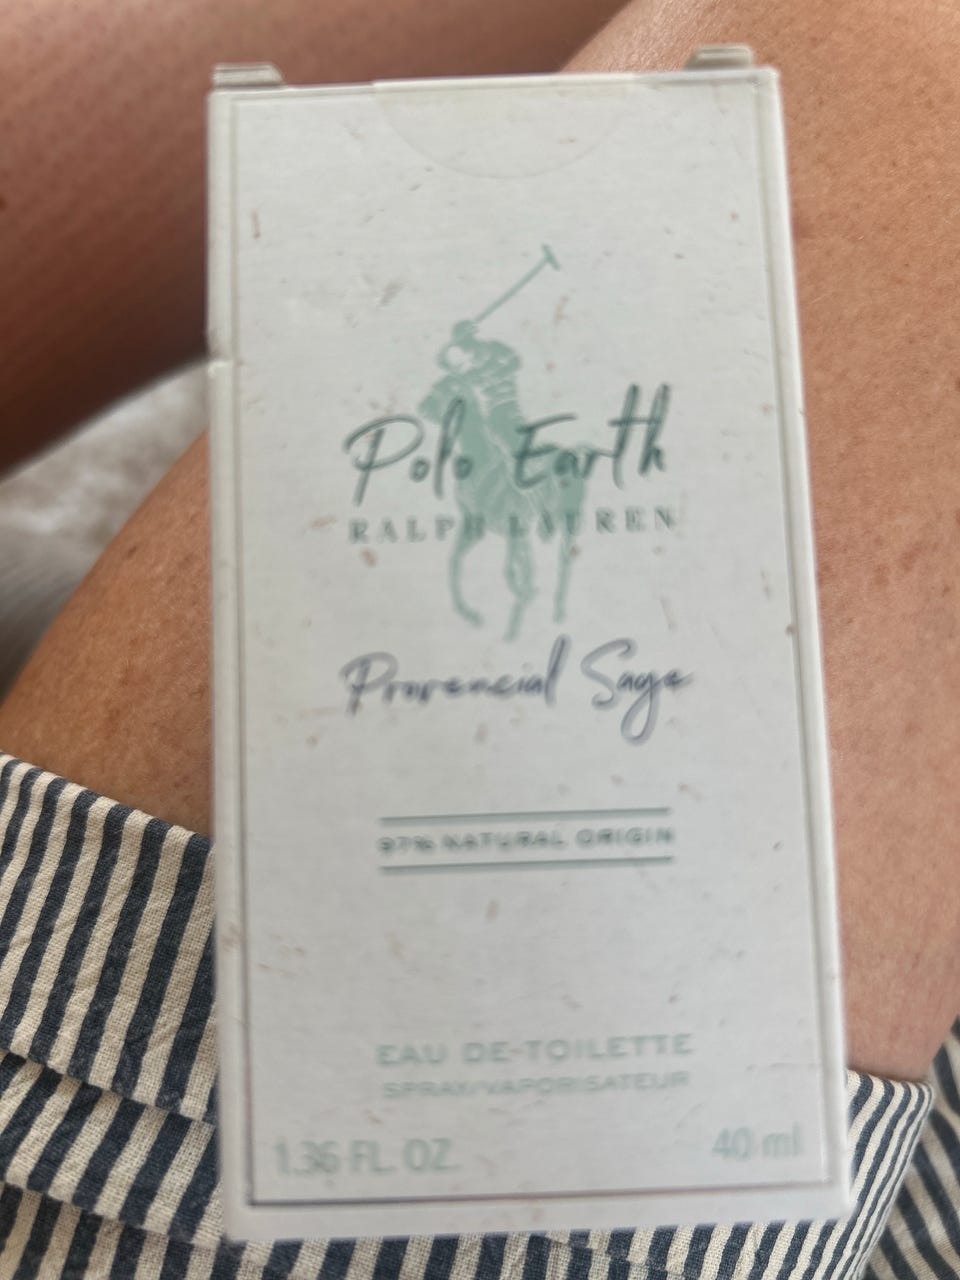 Polo Earth
RALPH LAUREN
Provencial Sage
97% NATURAL ORIGIN
EAU DE TOILETTE
SPRAY/VAPORISATEUR
1.36 FL. OZ. 40 ml